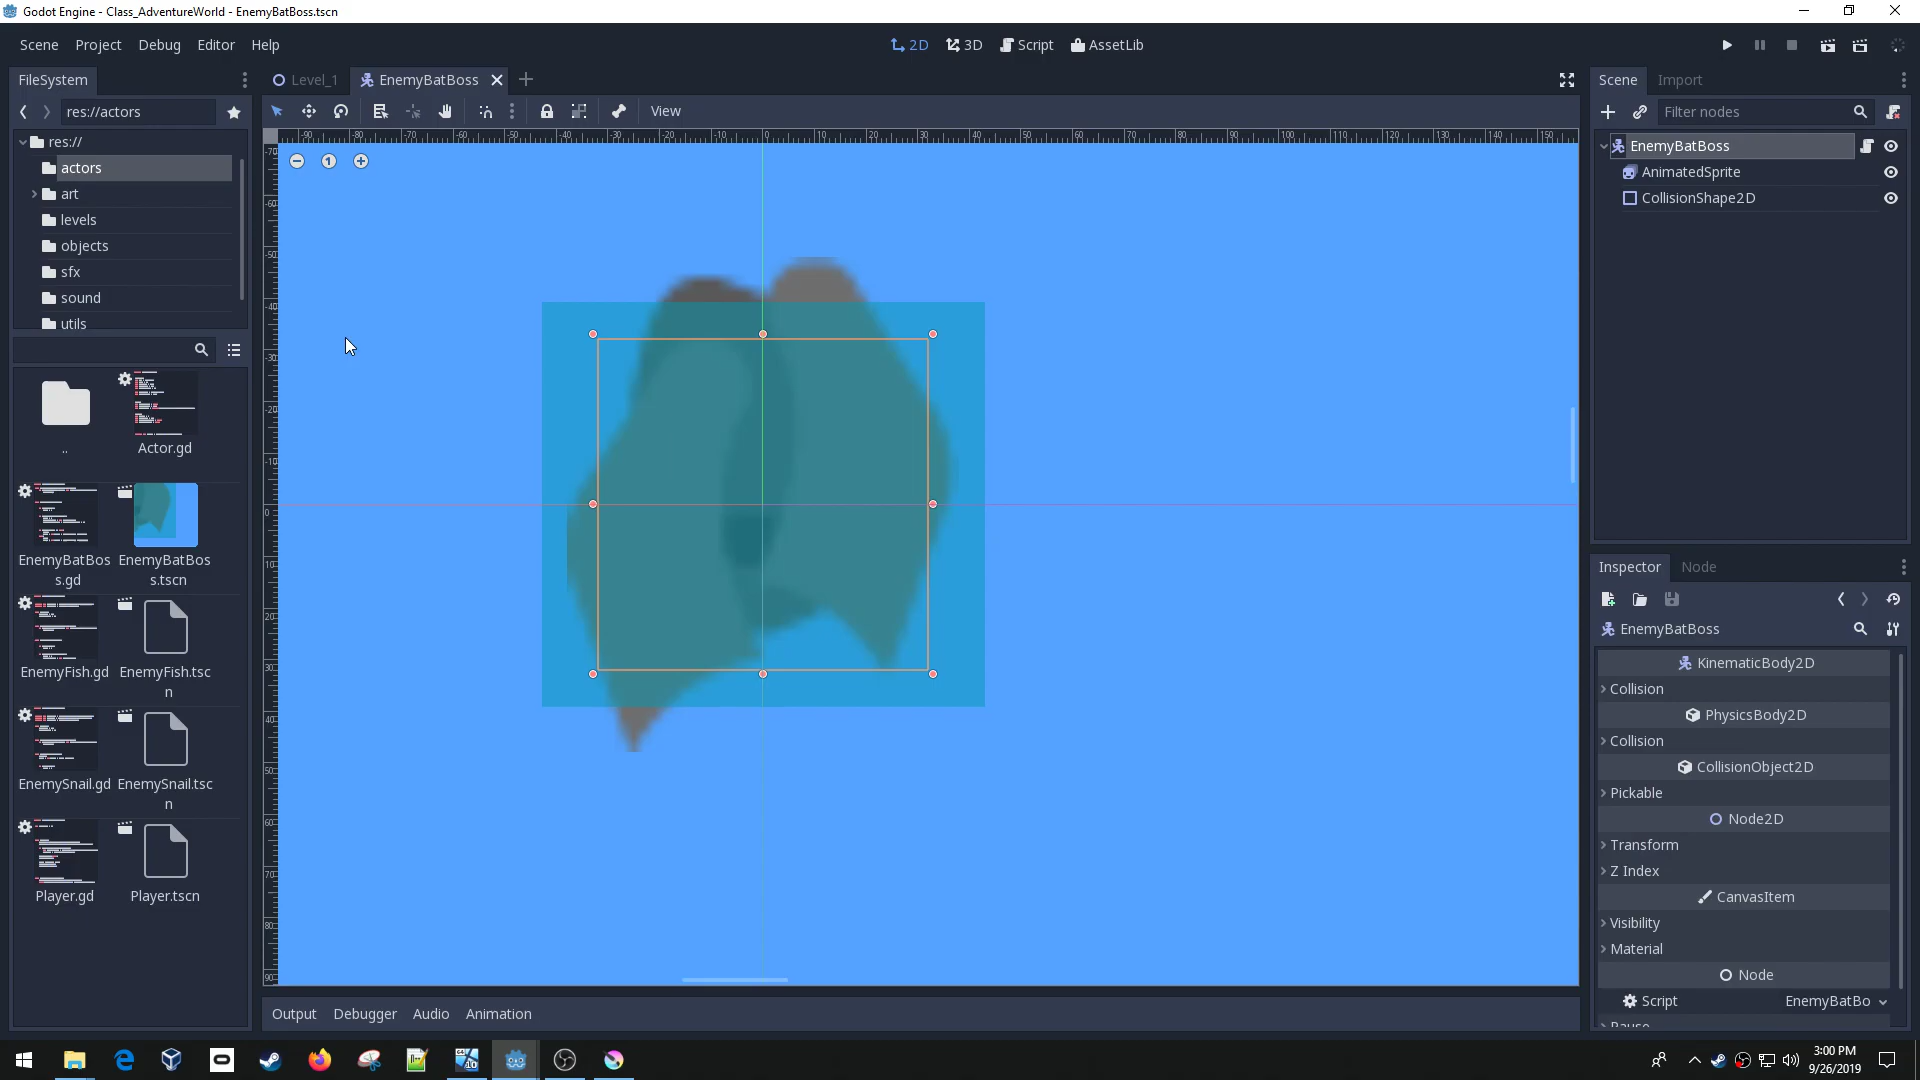 Godot Engine - Class_AdventureWorld - EnemyBatBoss.tscn
Scene Project Debug Editor Help
2D 3D Script AssetLib
FileSystem
res://actors
res://
actors
art
levels
objects
sfx
sound
utils
..
Actor.gd
EnemyBatBos
s.gd
EnemyBatBos
s.tscn
EnemyFish.gd
EnemyFish.tsc
n
EnemySnail.gd
EnemySnail.tsc
n
Player.gd
Player.tscn
Level_1
EnemyBatBoss
View
Output Debugger Audio Animation
Scene Import
Filter nodes
EnemyBatBoss
AnimatedSprite
CollisionShape2D
Inspector Node
EnemyBatBoss
KinematicBody2D
Collision
PhysicsBody2D
Collision
CollisionObject2D
Pickable
Node2D
Transform
Z Index
CanvasItem
Visibility
Material
Node
Script EnemyBatBo
Pause
3:00 PM
9/26/2019